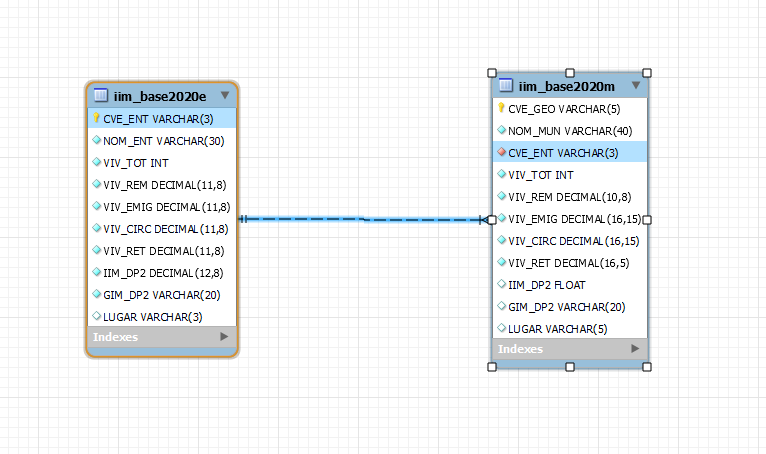 iim_base2020e
CVE_ENT VARCHAR(3)
NOM_ENT VARCHAR(30)
VIV_TOT INT
VIV_REM DECIMAL(11,8)
VIV_EMIG DECIMAL(11,8)
VIV_CIRC DECIMAL(11,8)
VIV_RET DECIMAL(11,8)
IIM_DP2 DECIMAL(12,8)
GIM_DP2 VARCHAR(20)
LUGAR VARCHAR(3)
Indexes
iim_base2020m
CVE_GEO VARCHAR(5)
NOM_MUN VARCHAR(40)
CVE_ENT VARCHAR(3)
VIV_TOT INT
VIV_REM DECIMAL(10,8)
VIV_EMIG DECIMAL(16,15)
VIV_CIRC DECIMAL(16,15)
VIV_RET DECIMAL(16,5)
IIM_DP2 FLOAT
GIM_DP2 VARCHAR(20)
LUGAR VARCHAR(5)
Indexes